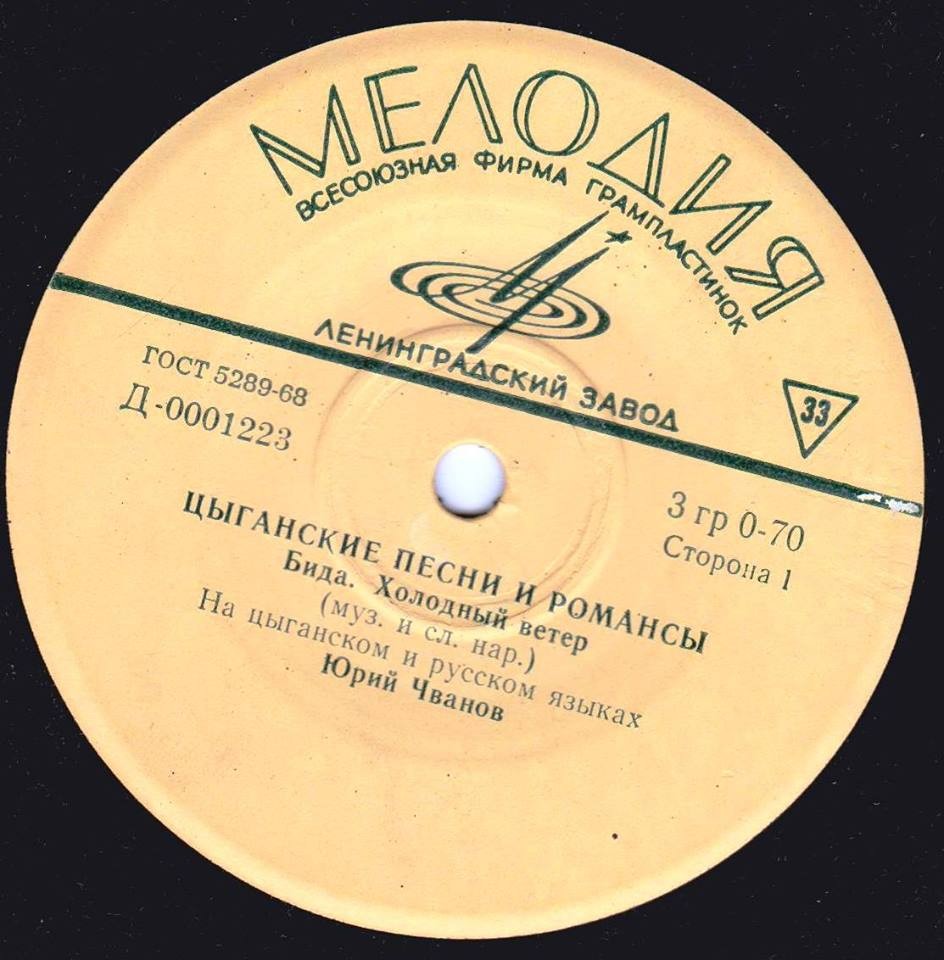 МЕЛОДИЯ
ВСЕСОЮЗНАЯ ФИРМА ГРАМПЛАСТИНОК
ЛЕНИНГРАДСКИЙ ЗАВОД
33
ГОСТ 5289-68
Д-0001223
3 гр 0-70
Сторона 1
ЦЫГАНСКИЕ ПЕСНИ И РОМАНСЫ
Бида. Холодный ветер
(муз. и сл. нар.)
На цыганском и русском языках
Юрий Чванов